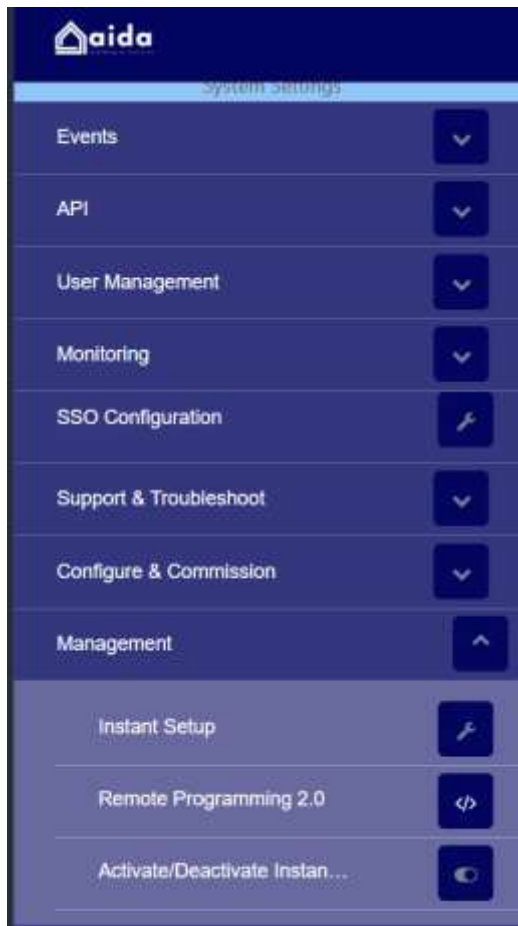 aida
System Settings
Events
API
User Management
Monitoring
SSO Configuration
Support & Troubleshoot
Configure & Commission
Management
Instant Setup
Remote Programming 2.0
</>
Activate/Deactivate Instan...